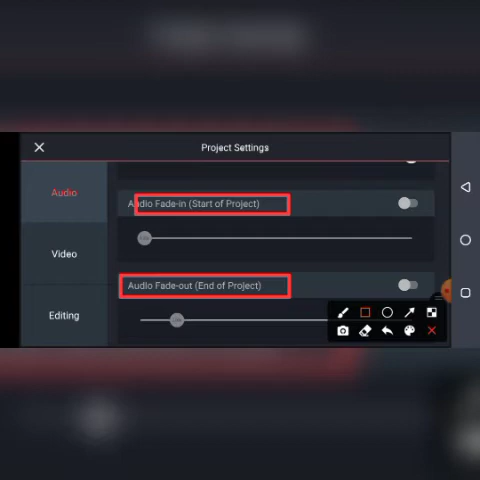 Project Settings
Audio
Audio Fade-in (Start of Project)
Video
Audio Fade-out (End of Project)
Editing